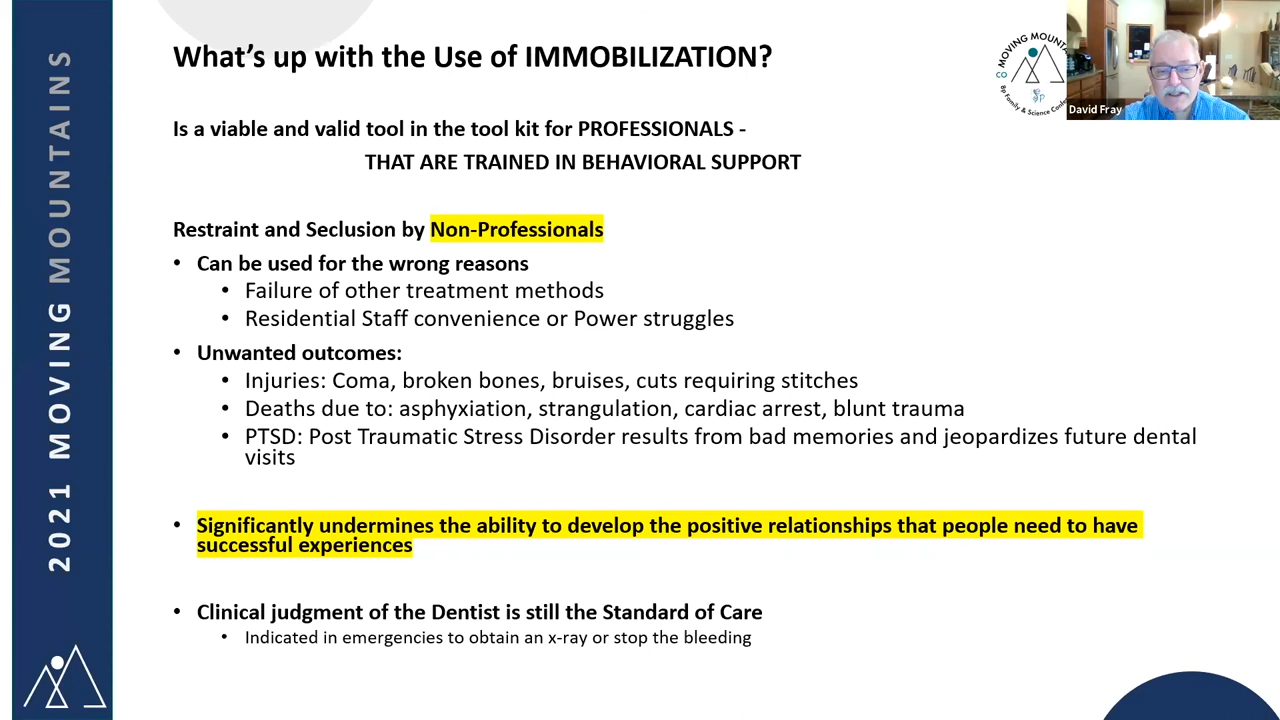 What's up with the Use of IMMOBILIZATION?
Is a viable and valid tool in the tool kit for PROFESSIONALS -
THAT ARE TRAINED IN BEHAVIORAL SUPPORT
Restraint and Seclusion by Non-Professionals
• Can be used for the wrong reasons
• Failure of other treatment methods
• Residential Staff convenience or Power struggles
• Unwanted outcomes:
• Injuries: Coma, broken bones, bruises, cuts requiring stitches
• Deaths due to: asphyxiation, strangulation, cardiac arrest, blunt trauma
• PTSD: Post Traumatic Stress Disorder results from bad memories and jeopardizes future dental
visits
• Significantly undermines the ability to develop the positive relationships that people need to have
successful experiences
• Clinical judgment of the Dentist is still the Standard of Care
• Indicated in emergencies to obtain an x-ray or stop the bleeding
2021 MOVING MOUNTAINS
MOVING
CO
8p Family & Science
David Fray